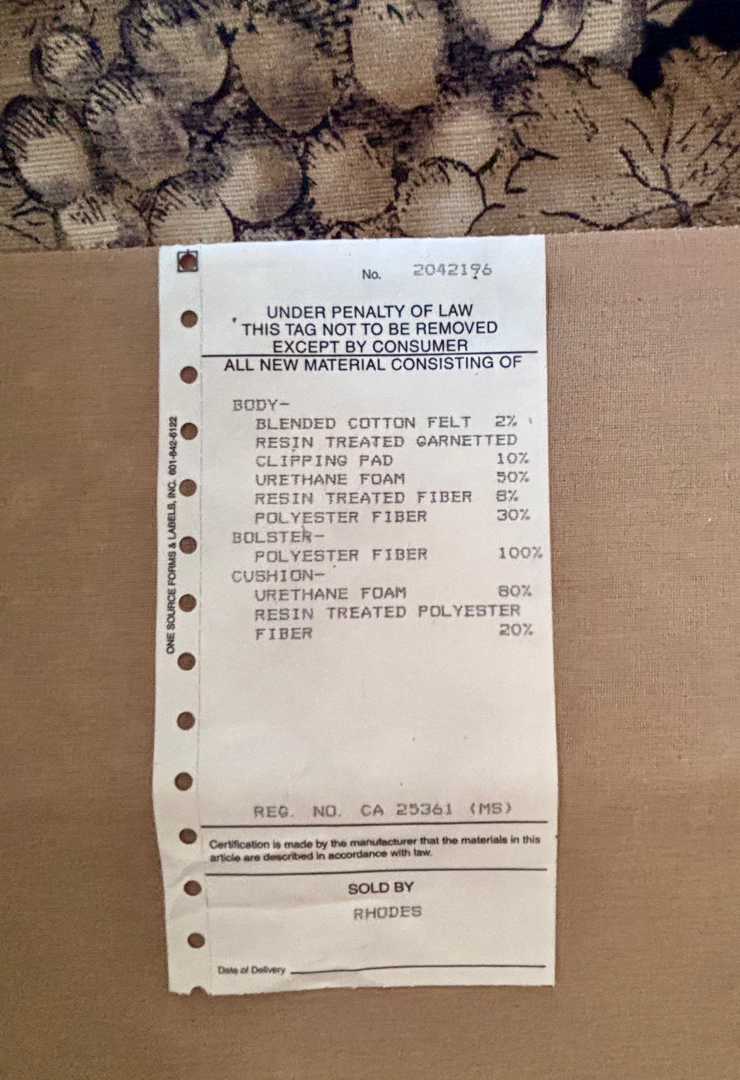 No. 2042196
UNDER PENALTY OF LAW
THIS TAG NOT TO BE REMOVED
EXCEPT BY CONSUMER
ALL NEW MATERIAL CONSISTING OF
BODY-
BLENDED COTTON FELT 2%
RESIN TREATED GARNETTED
CLIPPING PAD 10%
URETHANE FOAM 50%
RESIN TREATED FIBER 8%
POLYESTER FIBER 30%
BOLSTER-
POLYESTER FIBER 100%
CUSHION-
URETHANE FOAM 80%
RESIN TREATED POLYESTER
FIBER 20%
REG. NO. CA 25361 (MS)
Certification is made by the manufacturer that the materials in this
article are described in accordance with law.
SOLD BY
RHODES
Date of Delivery
ONE SOURCE FORMS & LABELS, INC. 601-842-6122